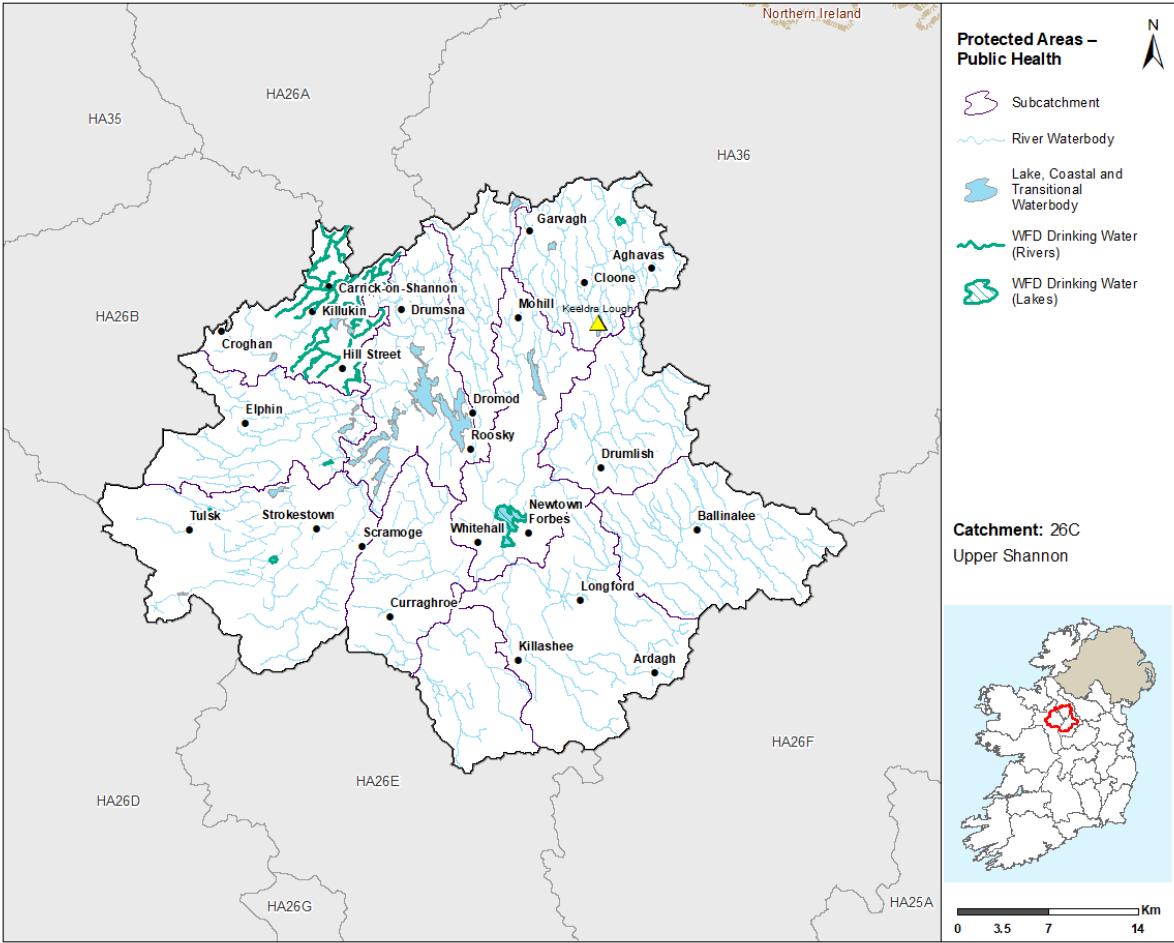 Northern Ireland
HA26A
HA35
HA36
HA26B
Garvagh
Aghavas
Cloone
Carrick-on-Shannon
Killukin
Drumsna
Mohill
Keeldra Lough
Croghan
Hill Street
Elphin
Dromod
Roosky
Drumlish
Tulsk
Strokestown
Scramoge
Whitehall
Newtown
Forbes
Ballinalee
Longford
Curraghroe
Killashee
Ardagh
HA26F
HA26E
HA26D
HA26G
HA25A
Protected Areas –
Public Health
N
Subcatchment
River Waterbody
Lake, Coastal and
Transitional
Waterbody
WFD Drinking Water
(Rivers)
WFD Drinking Water
(Lakes)
Catchment: 26C
Upper Shannon
Km
0 3.5 7 14